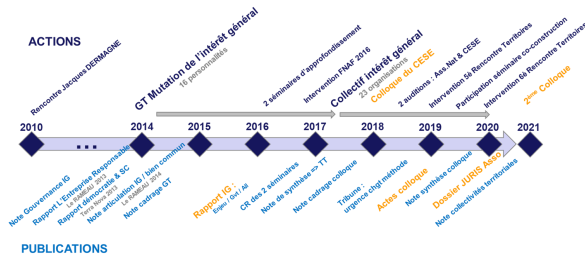 ACTIONS
Rencontre Jacques DERMAGNE
GT Mutation de l'intérêt général
16 personnalités
2 séminaires d'approfondissement
Intervention FNAF 2016
Collectif intérêt général
23 organisations
Colloque du CESE
2 auditions : Ass.Nat & CESE
Intervention 5è Rencontre Territoires
Participation séminaire co-construction
Intervention 6è Rencontre Territoires
2ème Colloque
2010
...
2014
2015
2016
2017
2018
2019
2020
2021
Note Gouvernance IG
Rapport L'Entreprise Responsable
Le RAMEAU 2013
Rapport démocratie & SC
Terra Nova 2013
Note articulation IG / bien commun
Le RAMEAU 2014
Note cadrage GT
Rapport IG :
Enjeu / Gvt / All
CR des 2 séminaires
Note de synthèse => TT
Note cadrage colloque
Tribune :
urgence chgt méthode
Actes colloque
Note synthèse colloque
Dossier JURIS Asso
Note collectivités territoriales
PUBLICATIONS